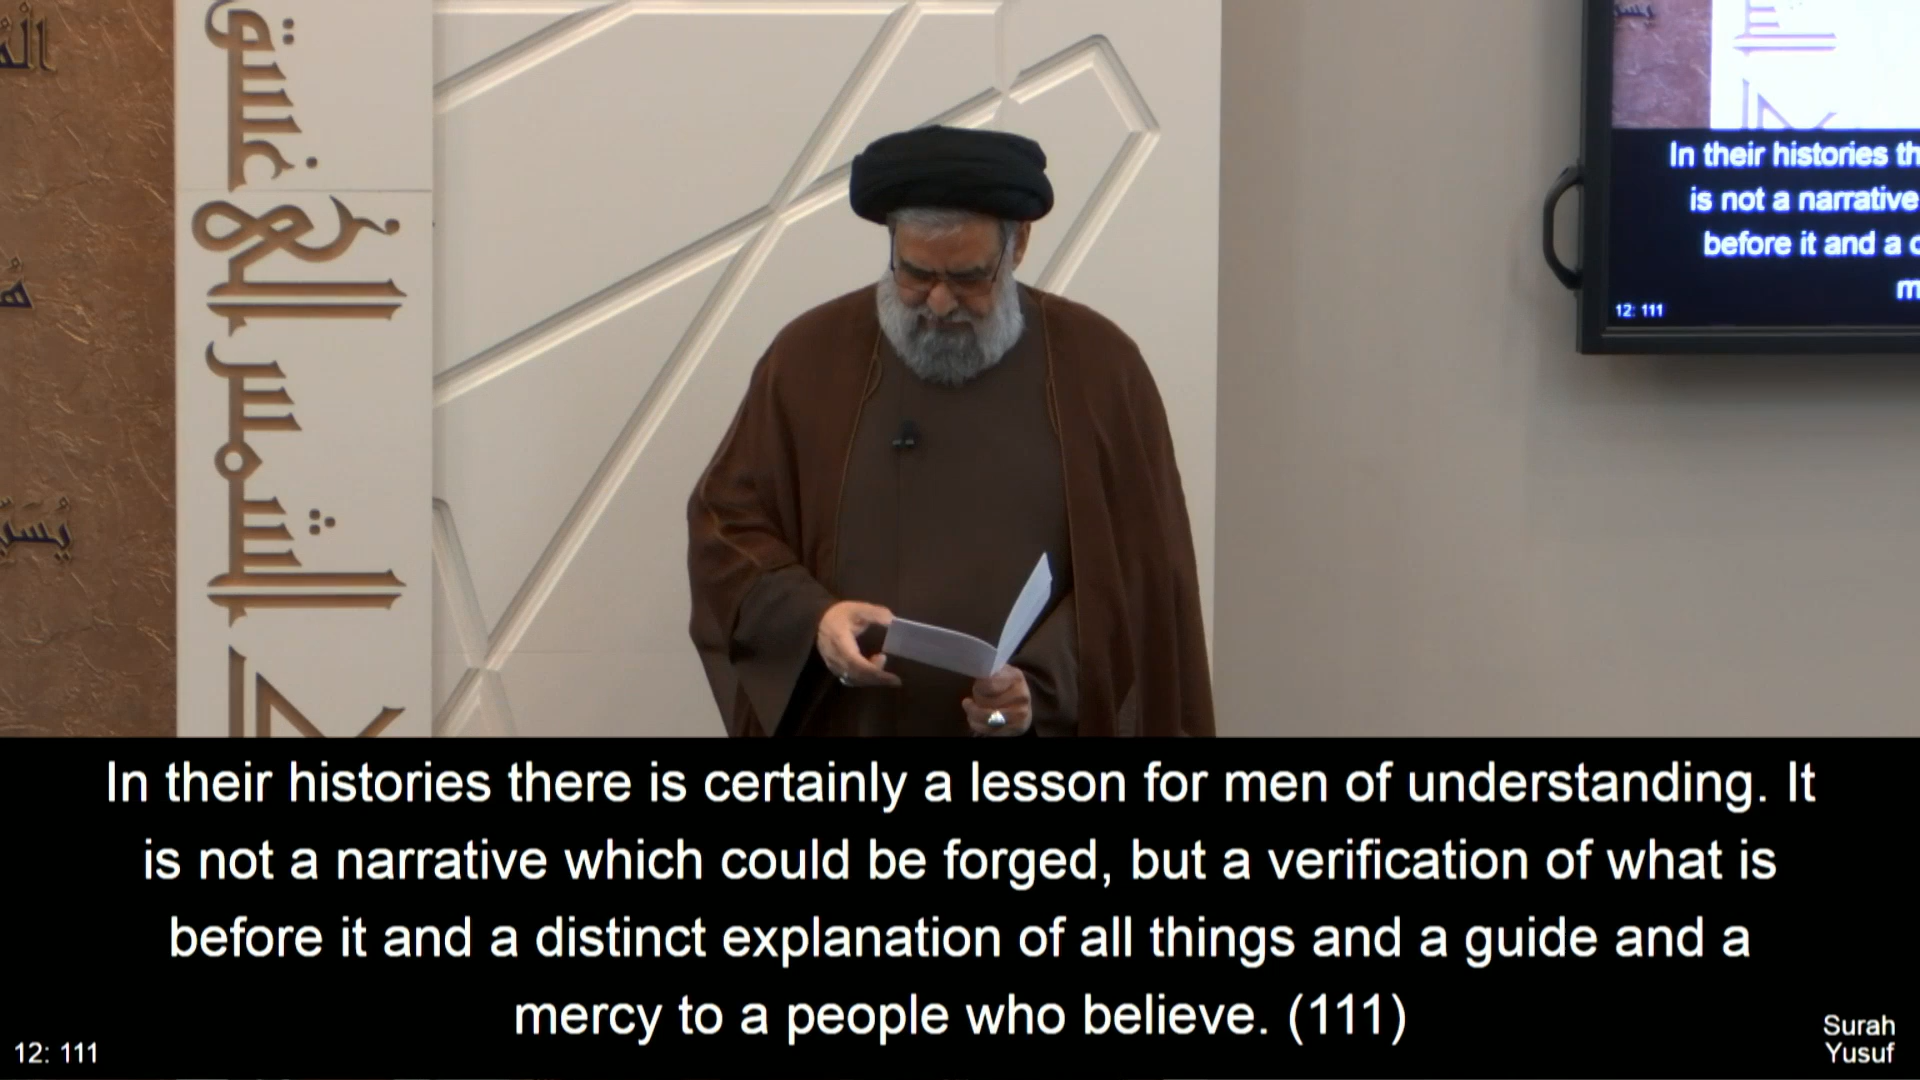 الشمس إلى غسق
In their histories th
is not a narrative
before it and a
12: 111
In their histories there is certainly a lesson for men of understanding. It
is not a narrative which could be forged, but a verification of what is
before it and a distinct explanation of all things and a guide and a
mercy to a people who believe. (111)
12: 111
Surah
Yusuf